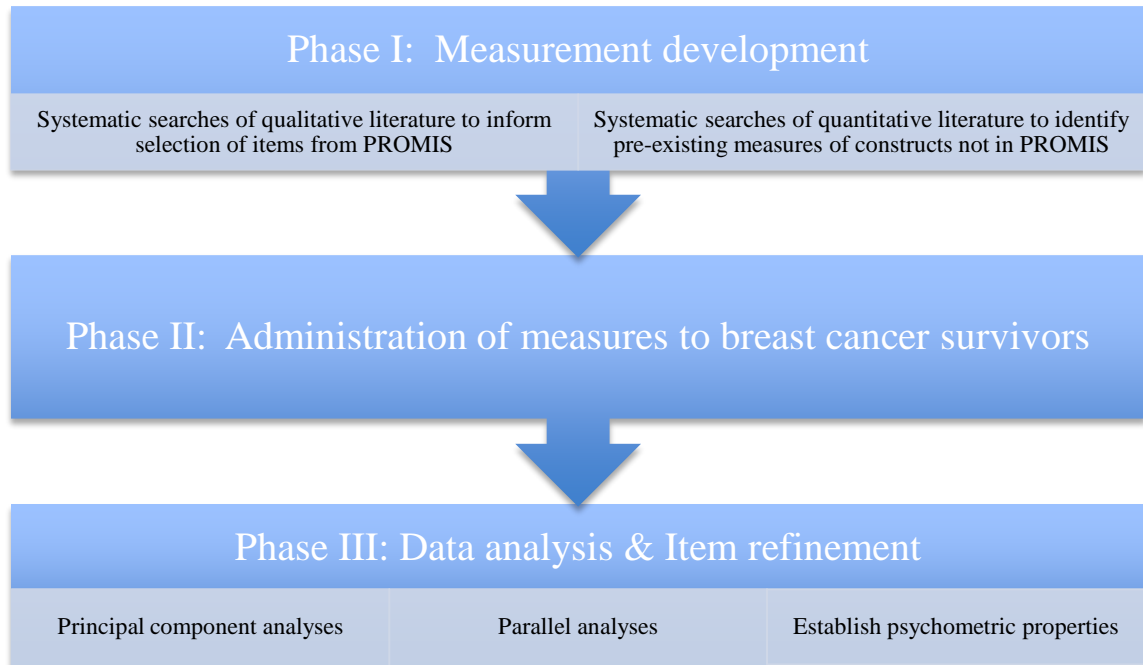 Phase I:  Measurement development
Systematic searches of qualitative literature to inform
selection of items from PROMIS
Systematic searches of quantitative literature to identify
pre-existing measures of constructs not in PROMIS
Phase II:  Administration of measures to breast cancer survivors
Phase III: Data analysis & Item refinement
Principal component analyses
Parallel analyses
Establish psychometric properties